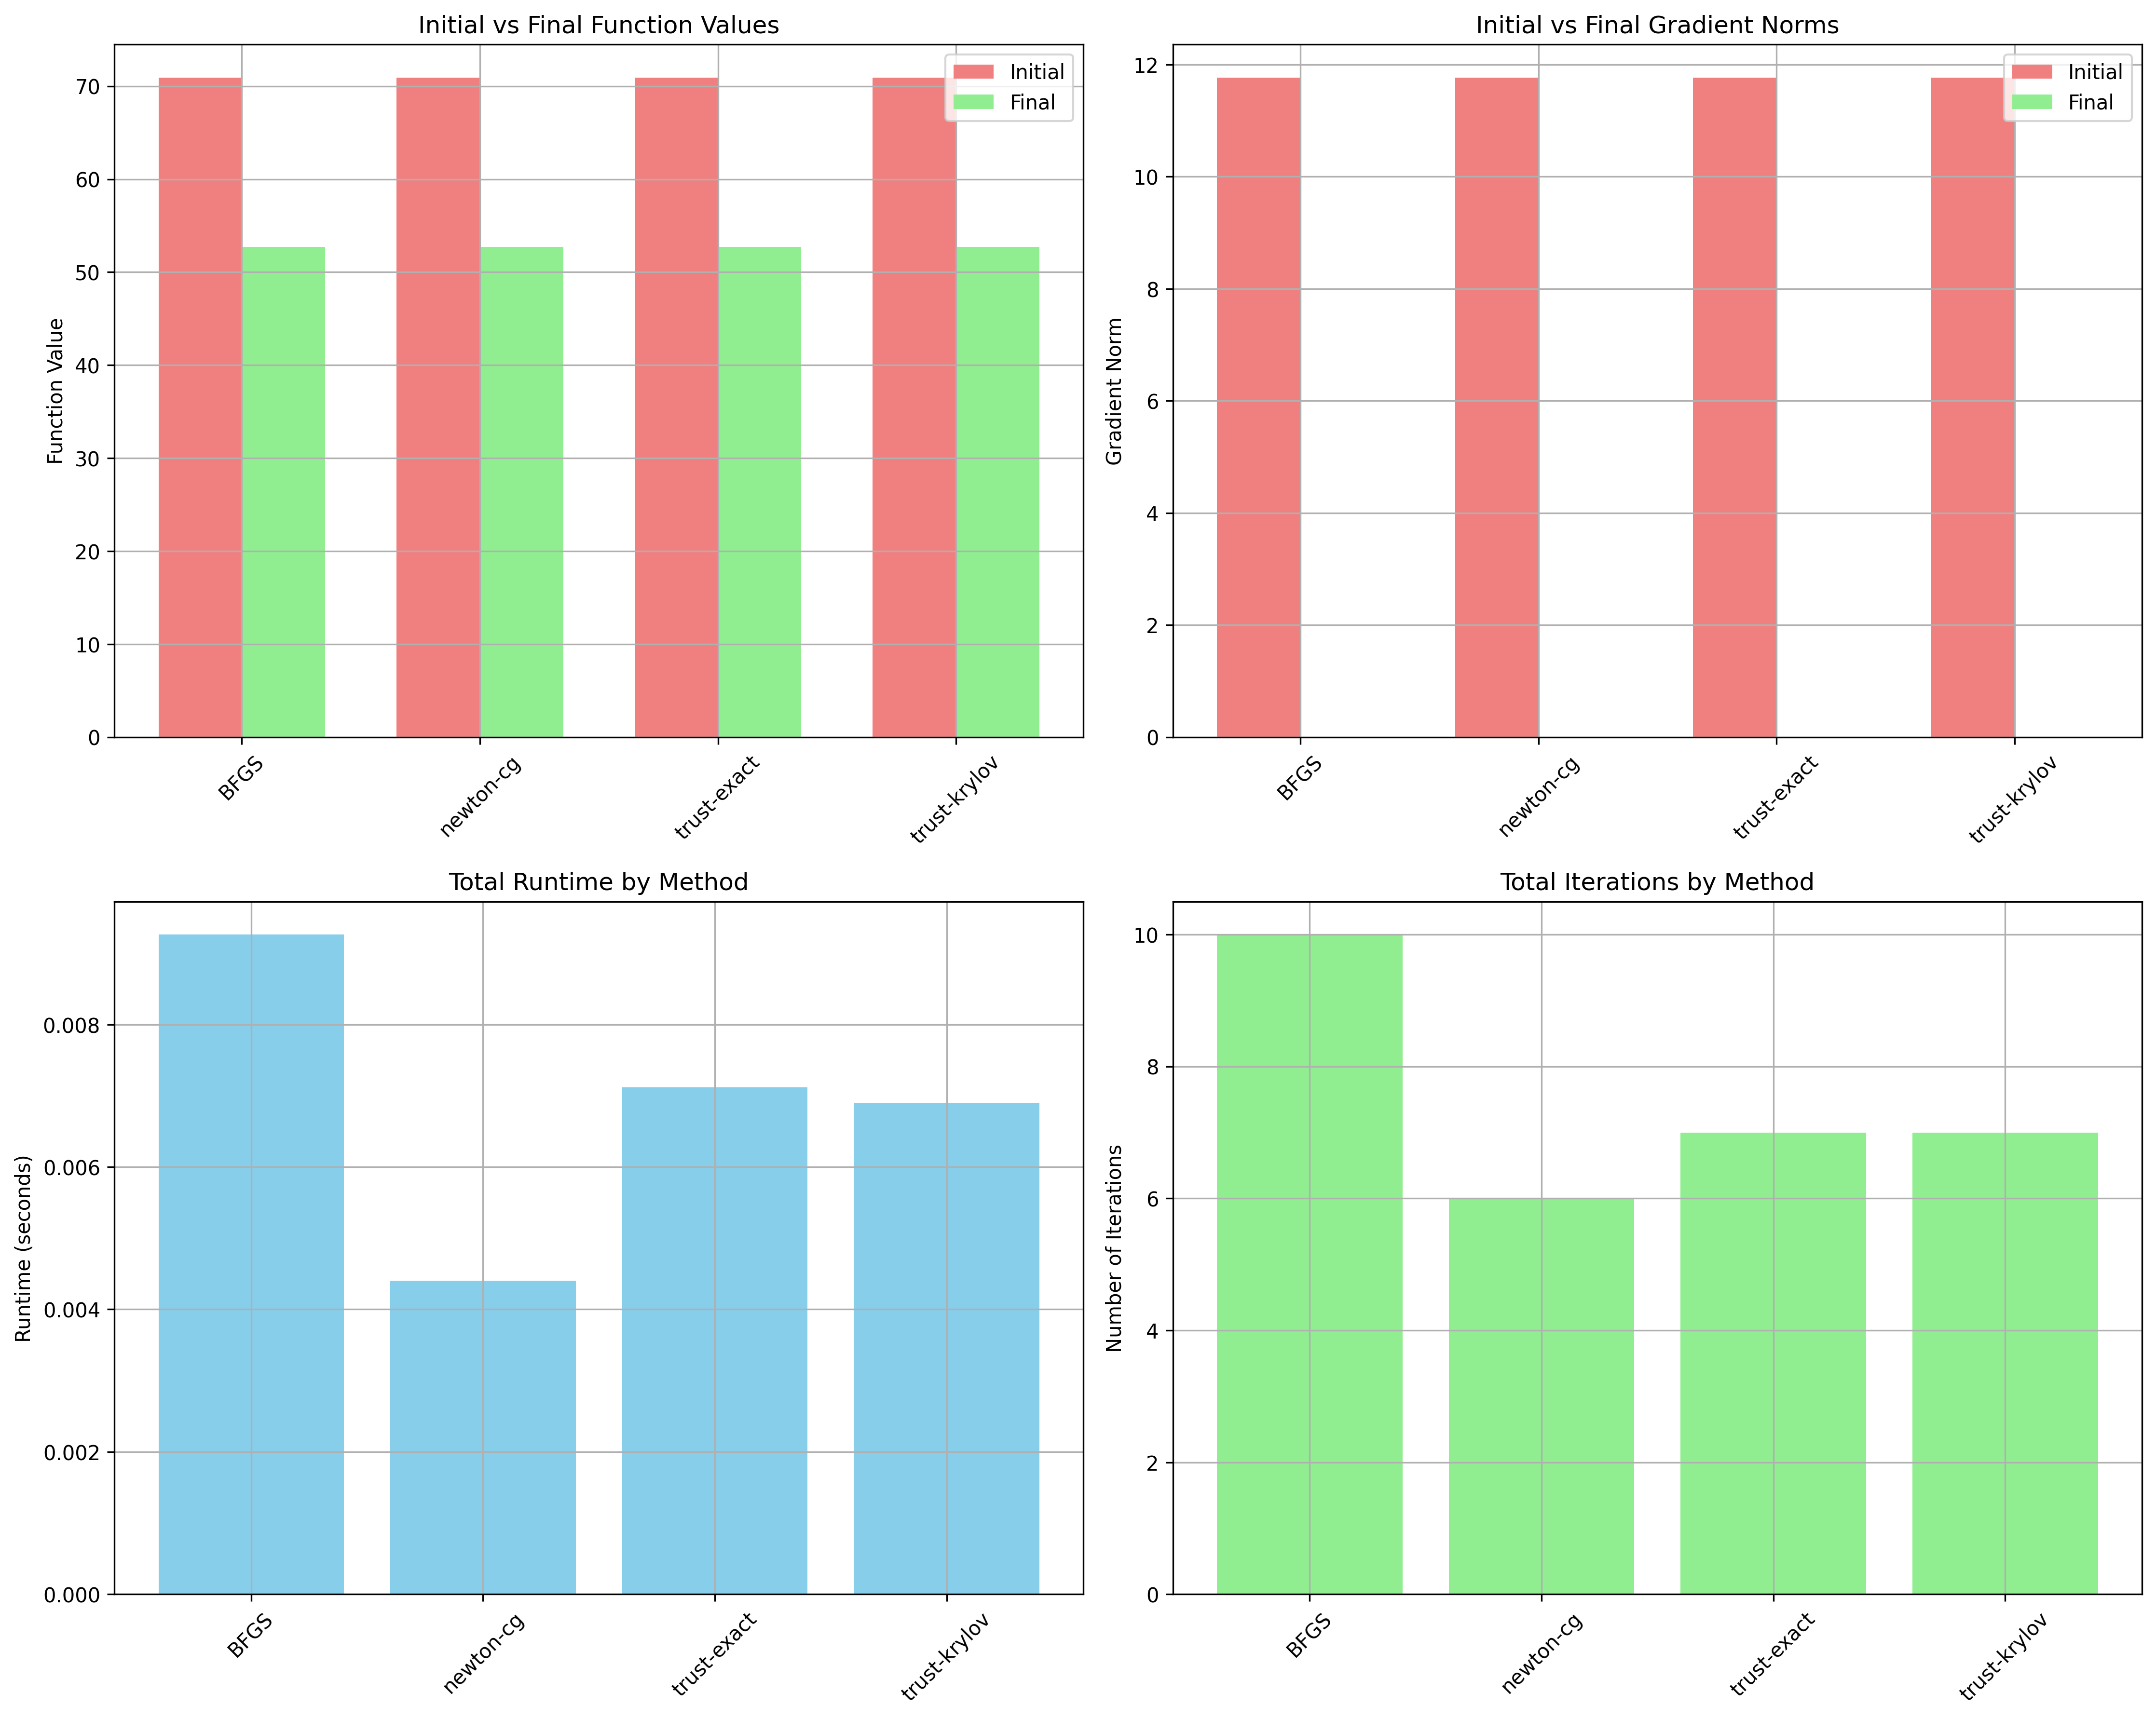 Initial vs Final Function Values
Function Value
70
60
50
40
30
20
10
0
Initial
Final
BFGS
newton-cg
trust-exact
trust-krylov
Initial vs Final Gradient Norms
Gradient Norm
12
10
8
6
4
2
0
Initial
Final
BFGS
newton-cg
trust-exact
trust-krylov
Total Runtime by Method
Runtime (seconds)
0.008
0.006
0.004
0.002
0.000
BFGS
newton-cg
trust-exact
trust-krylov
Total Iterations by Method
Number of Iterations
10
8
6
4
2
0
BFGS
newton-cg
trust-exact
trust-krylov